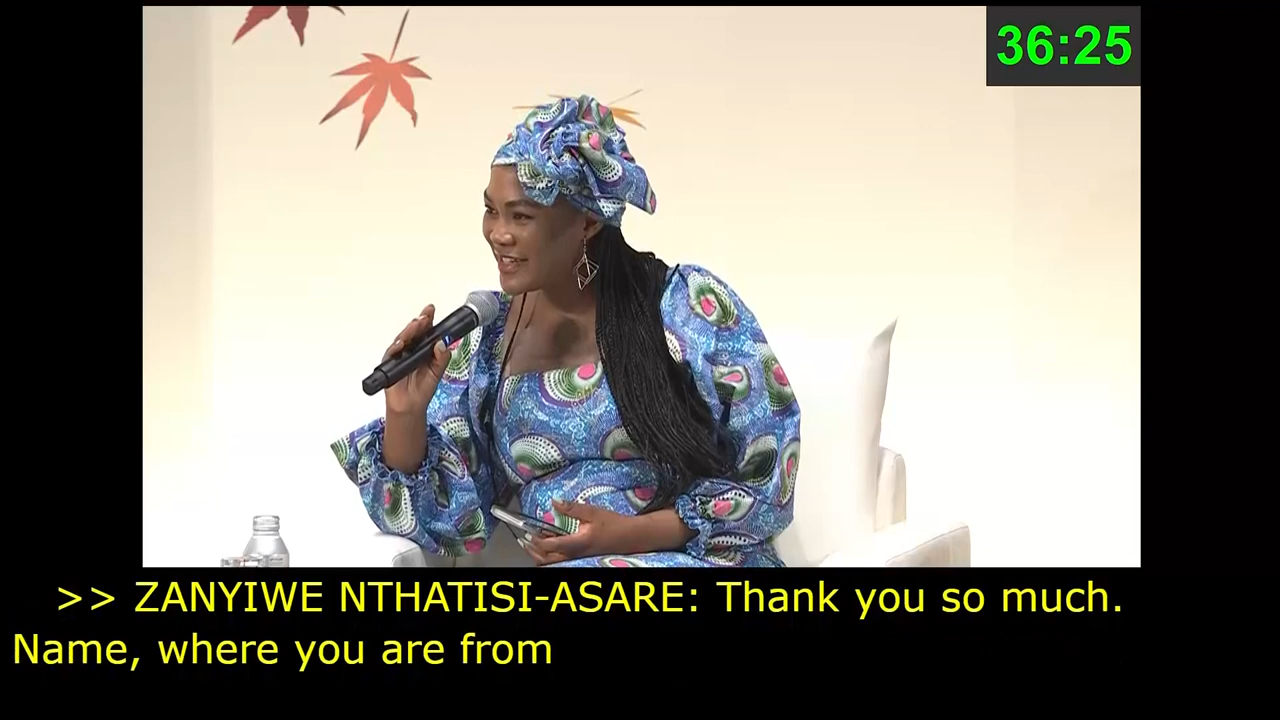 36:25
>> ZANYIWE NTHATISI-ASARE: Thank you so much.
Name, where you are from